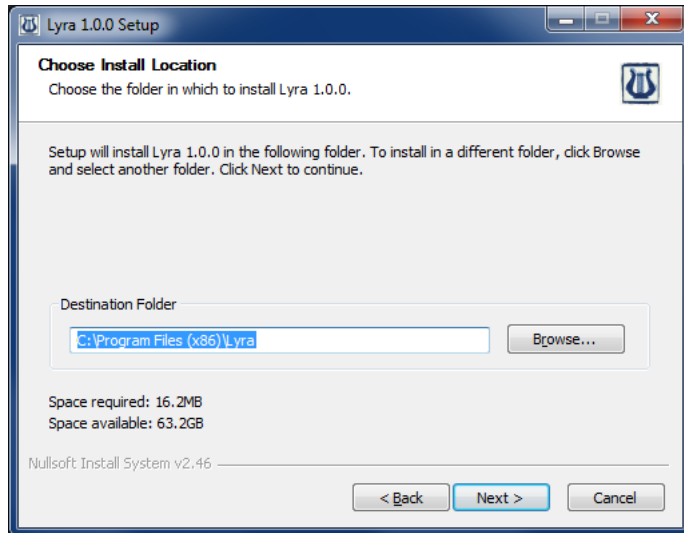 Lyra 1.0.0 Setup
Choose Install Location
Choose the folder in which to install Lyra 1.0.0.
Setup will install Lyra 1.0.0 in the following folder. To install in a different folder, click Browse
and select another folder. Click Next to continue.
Destination Folder
C:\Program Files (x86)\Lyra
Browse...
Space required: 16.2MB
Space available: 63.2GB
Nullsoft Install System v2.46
< Back
Next >
Cancel